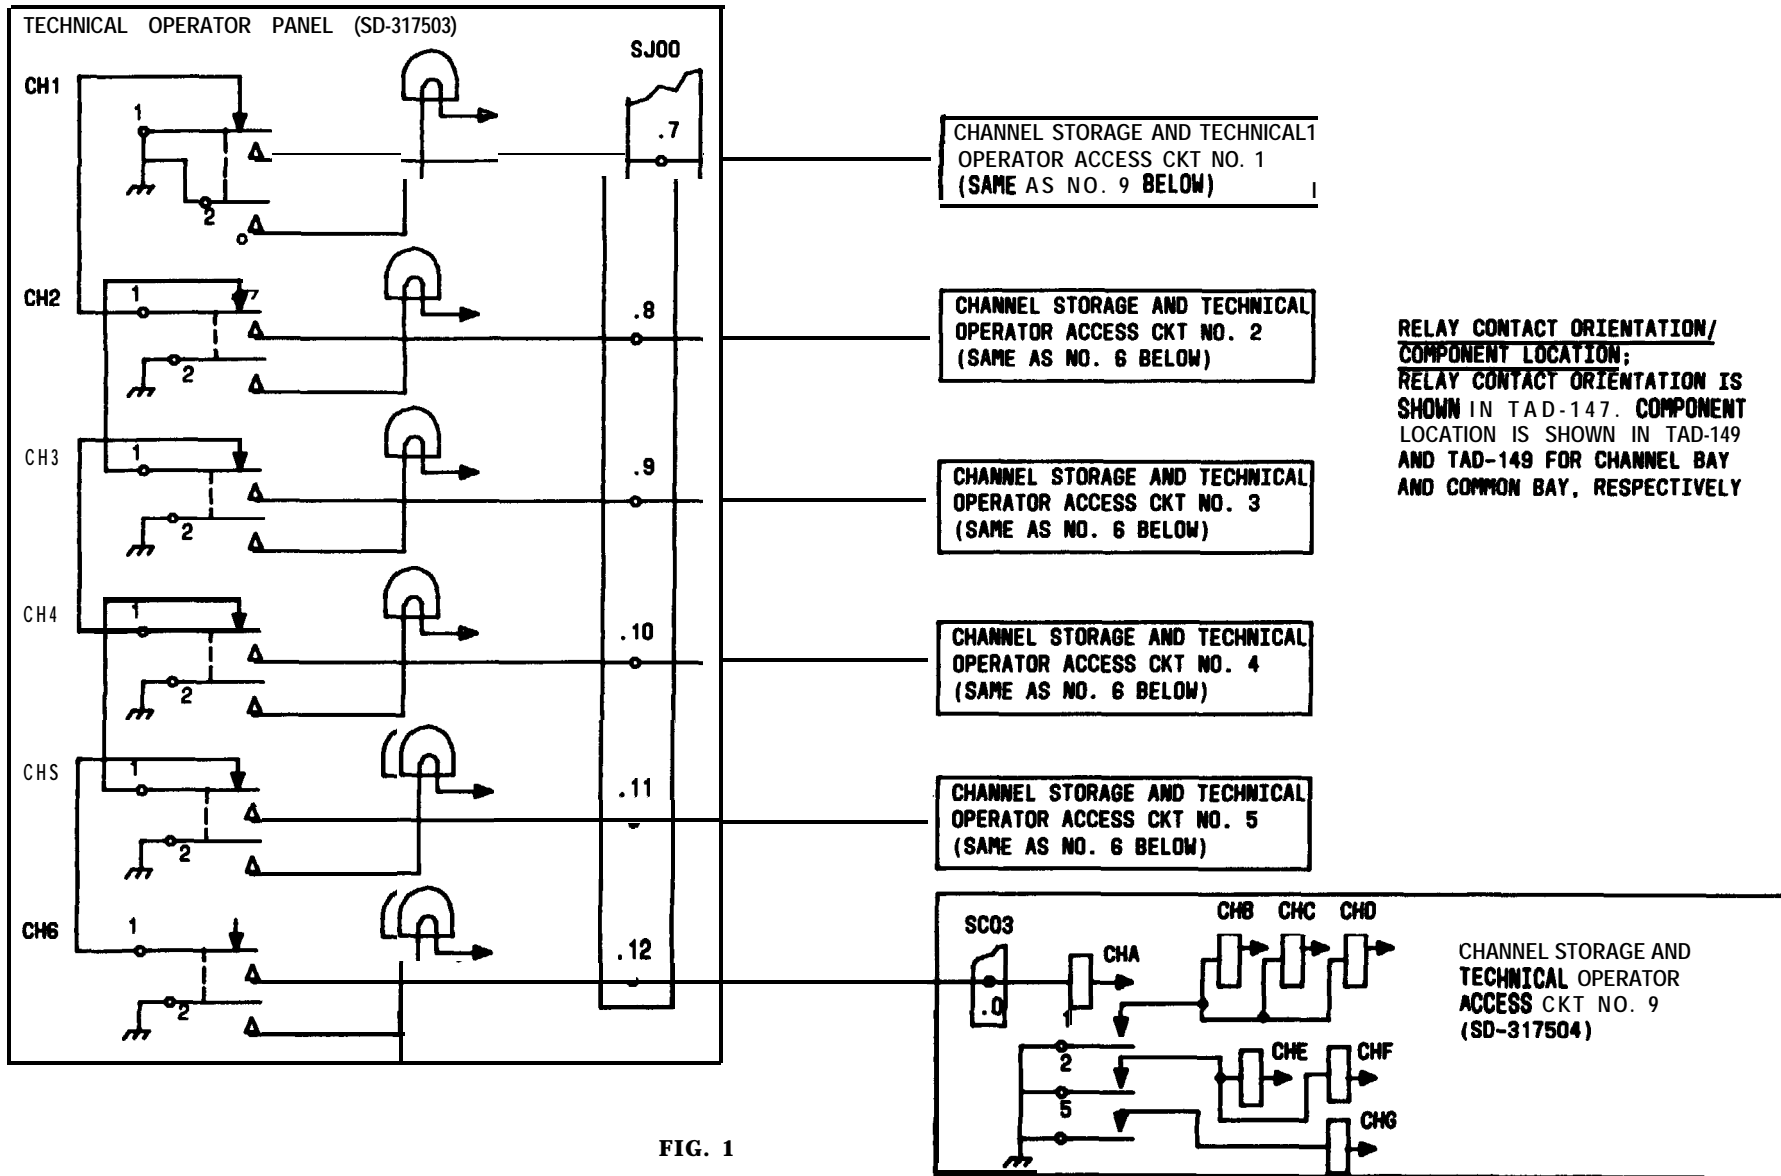 TECHNICAL OPERATOR PANEL (SD-317503)
SJ00
CH1
1
2
.7
CHANNEL STORAGE AND TECHNICAL1
OPERATOR ACCESS CKT NO. 1
(SAME AS NO. 9 BELOW)
CH2
1
2
.8
CHANNEL STORAGE AND TECHNICAL
OPERATOR ACCESS CKT NO. 2
(SAME AS NO. 6 BELOW)
RELAY CONTACT ORIENTATION/
COMPONENT LOCATION;
RELAY CONTACT ORIENTATION IS
SHOWN IN TAD-147. COMPONENT
LOCATION IS SHOWN IN TAD-149
AND TAD-149 FOR CHANNEL BAY
AND COMMON BAY, RESPECTIVELY
CH3
1
2
.9
CHANNEL STORAGE AND TECHNICAL
OPERATOR ACCESS CKT NO. 3
(SAME AS NO. 6 BELOW)
CH4
1
2
.10
CHANNEL STORAGE AND TECHNICAL
OPERATOR ACCESS CKT NO. 4
(SAME AS NO. 6 BELOW)
CHS
1
2
.11
CHANNEL STORAGE AND TECHNICAL
OPERATOR ACCESS CKT NO. 5
(SAME AS NO. 6 BELOW)
CH6
1
2
.12
SC03
.0
CHA
CHB CHC CHD
CHANNEL STORAGE AND
TECHNICAL OPERATOR
ACCESS CKT NO. 9
(SD-317504)
1
2
5
CHE
CHF
CHG
FIG. 1